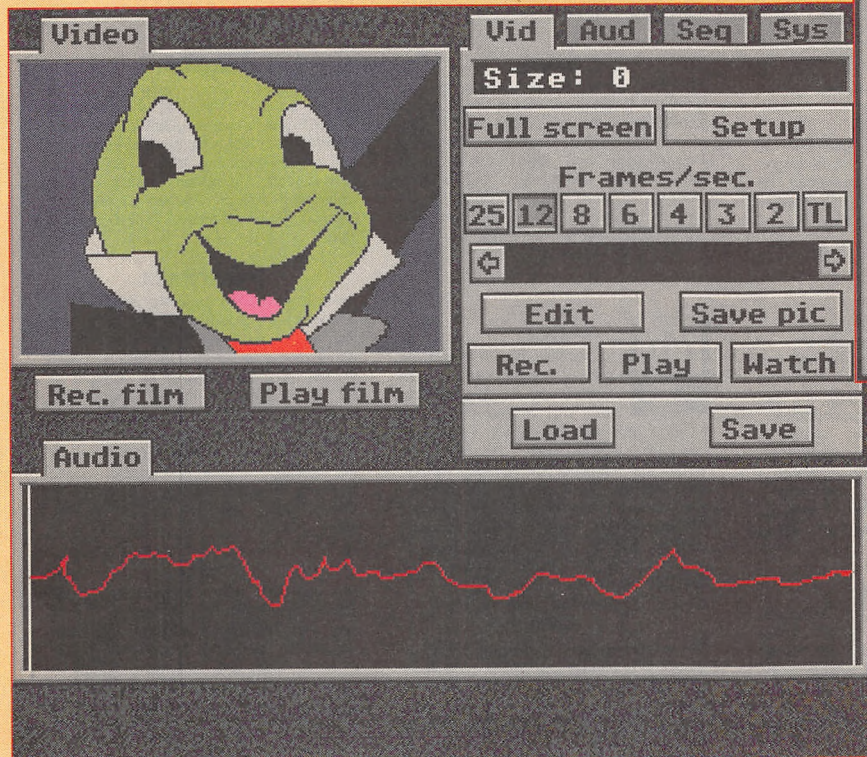 Video
Vid Aud Seq Sys
Size: 0
Full screen Setup
Frames/sec.
25 12 8 6 4 3 2 TL
Edit Save pic
Rec. Play Watch
Rec. film Play film
Load Save
Audio